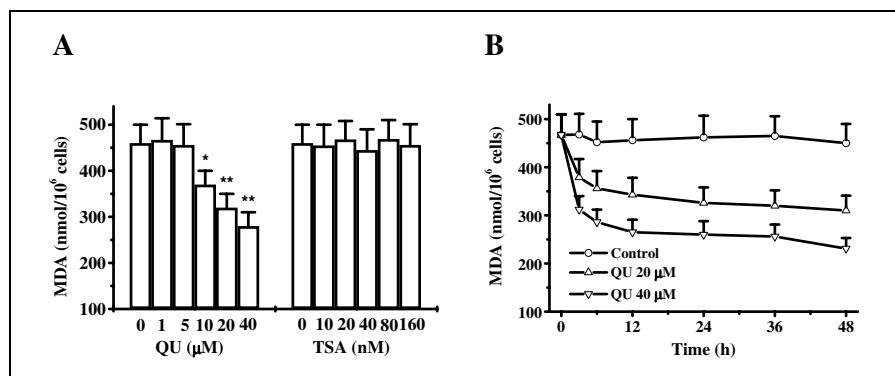 A
MDA (nmol/10⁶ cells)
500
400
300
200
100
*
**
**
0 1 5 10 20 40
0 10 20 40 80 160
QU (μM)
TSA (nM)
B
MDA (nmol/10⁶ cells)
500
400
300
200
100
Control
QU 20 μM
QU 40 μM
0 12 24 36 48
Time (h)